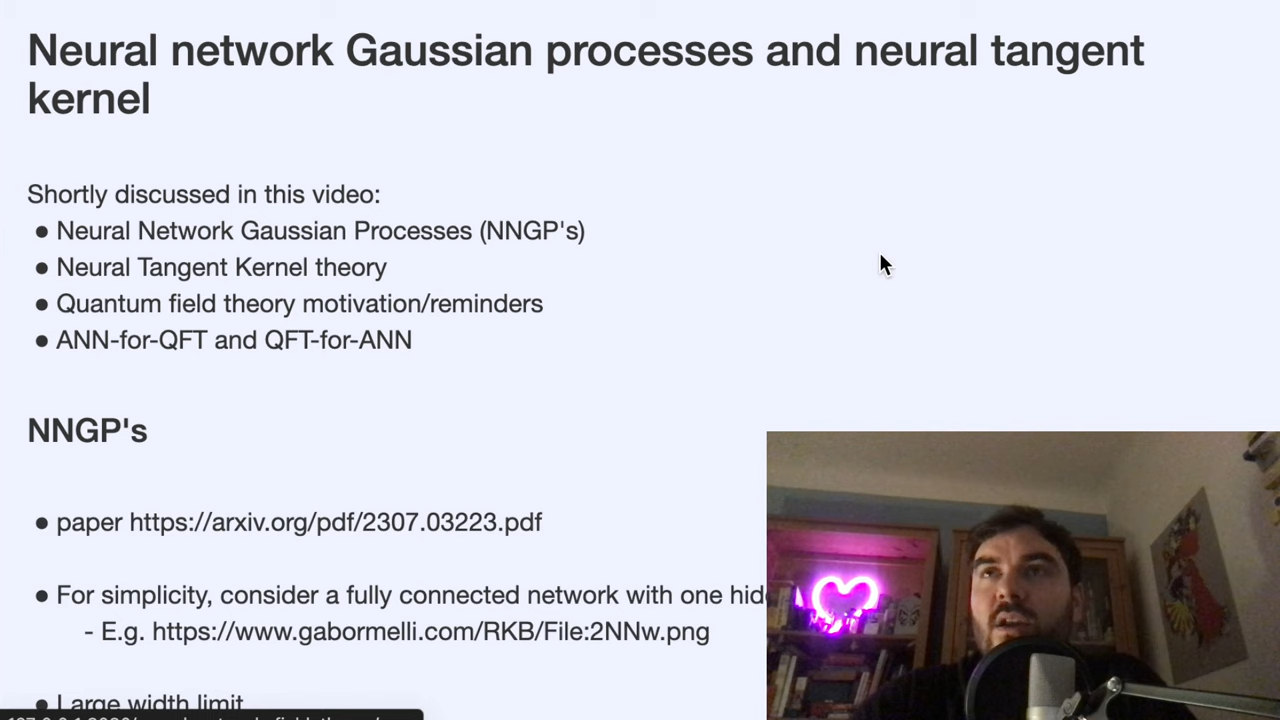 Neural network Gaussian processes and neural tangent
kernel
Shortly discussed in this video:
● Neural Network Gaussian Processes (NNGP's)
● Neural Tangent Kernel theory
● Quantum field theory motivation/reminders
● ANN-for-QFT and QFT-for-ANN
NNGP's
● paper https://arxiv.org/pdf/2307.03223.pdf
● For simplicity, consider a fully connected network with one
- E.g. https://www.gabormelli.com/RKB/File:2NNw.png
● Large width limit